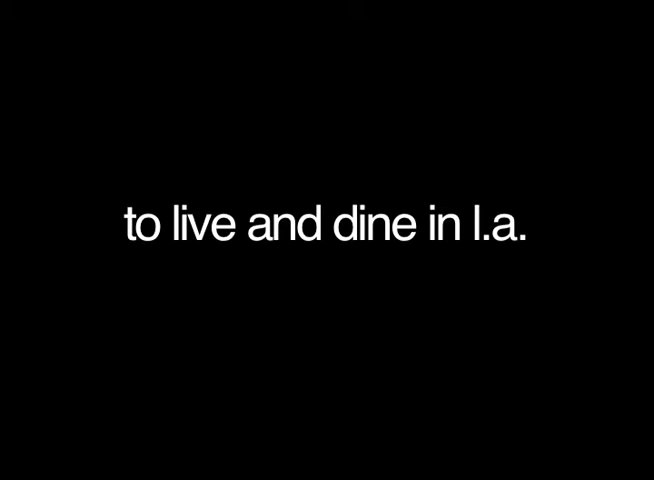 to live and dine in l.a.